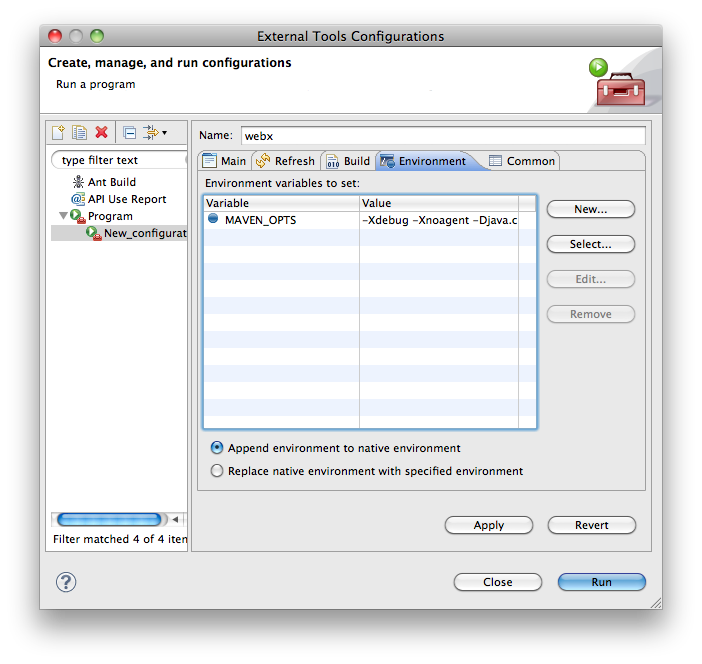 External Tools Configurations
Create, manage, and run configurations
Run a program
Name: webx
type filter text
Main Refresh Build Environment Common
Ant Build
API Use Report
Program
New_configurat
Environment variables to set:
Variable Value
MAVEN_OPTS -Xdebug -Xnoagent -Djava.c
New...
Select...
Edit...
Remove
Append environment to native environment
Replace native environment with specified environment
Filter matched 4 of 4 iten
Apply Revert
Close Run